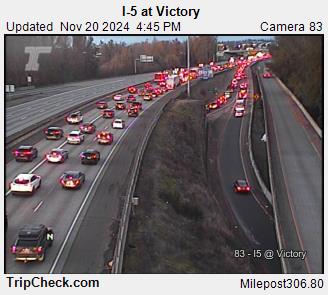 I-5 at Victory
Updated Nov 20 2024 4:45 PM Camera 83
83 - I5 @ Victory
TripCheck.com Milepost306.80